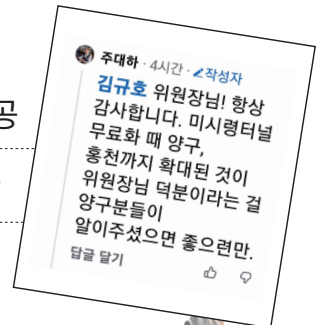 공
주대하 · 4시간 · 작성자
김규호 위원장님! 항상
감사합니다. 미시령터널
무료화 때 양구,
홍천까지 확대된 것이
위원장님 덕분이라는 걸
양구분들이
알이주셨으면 좋으련만.
답글 달기